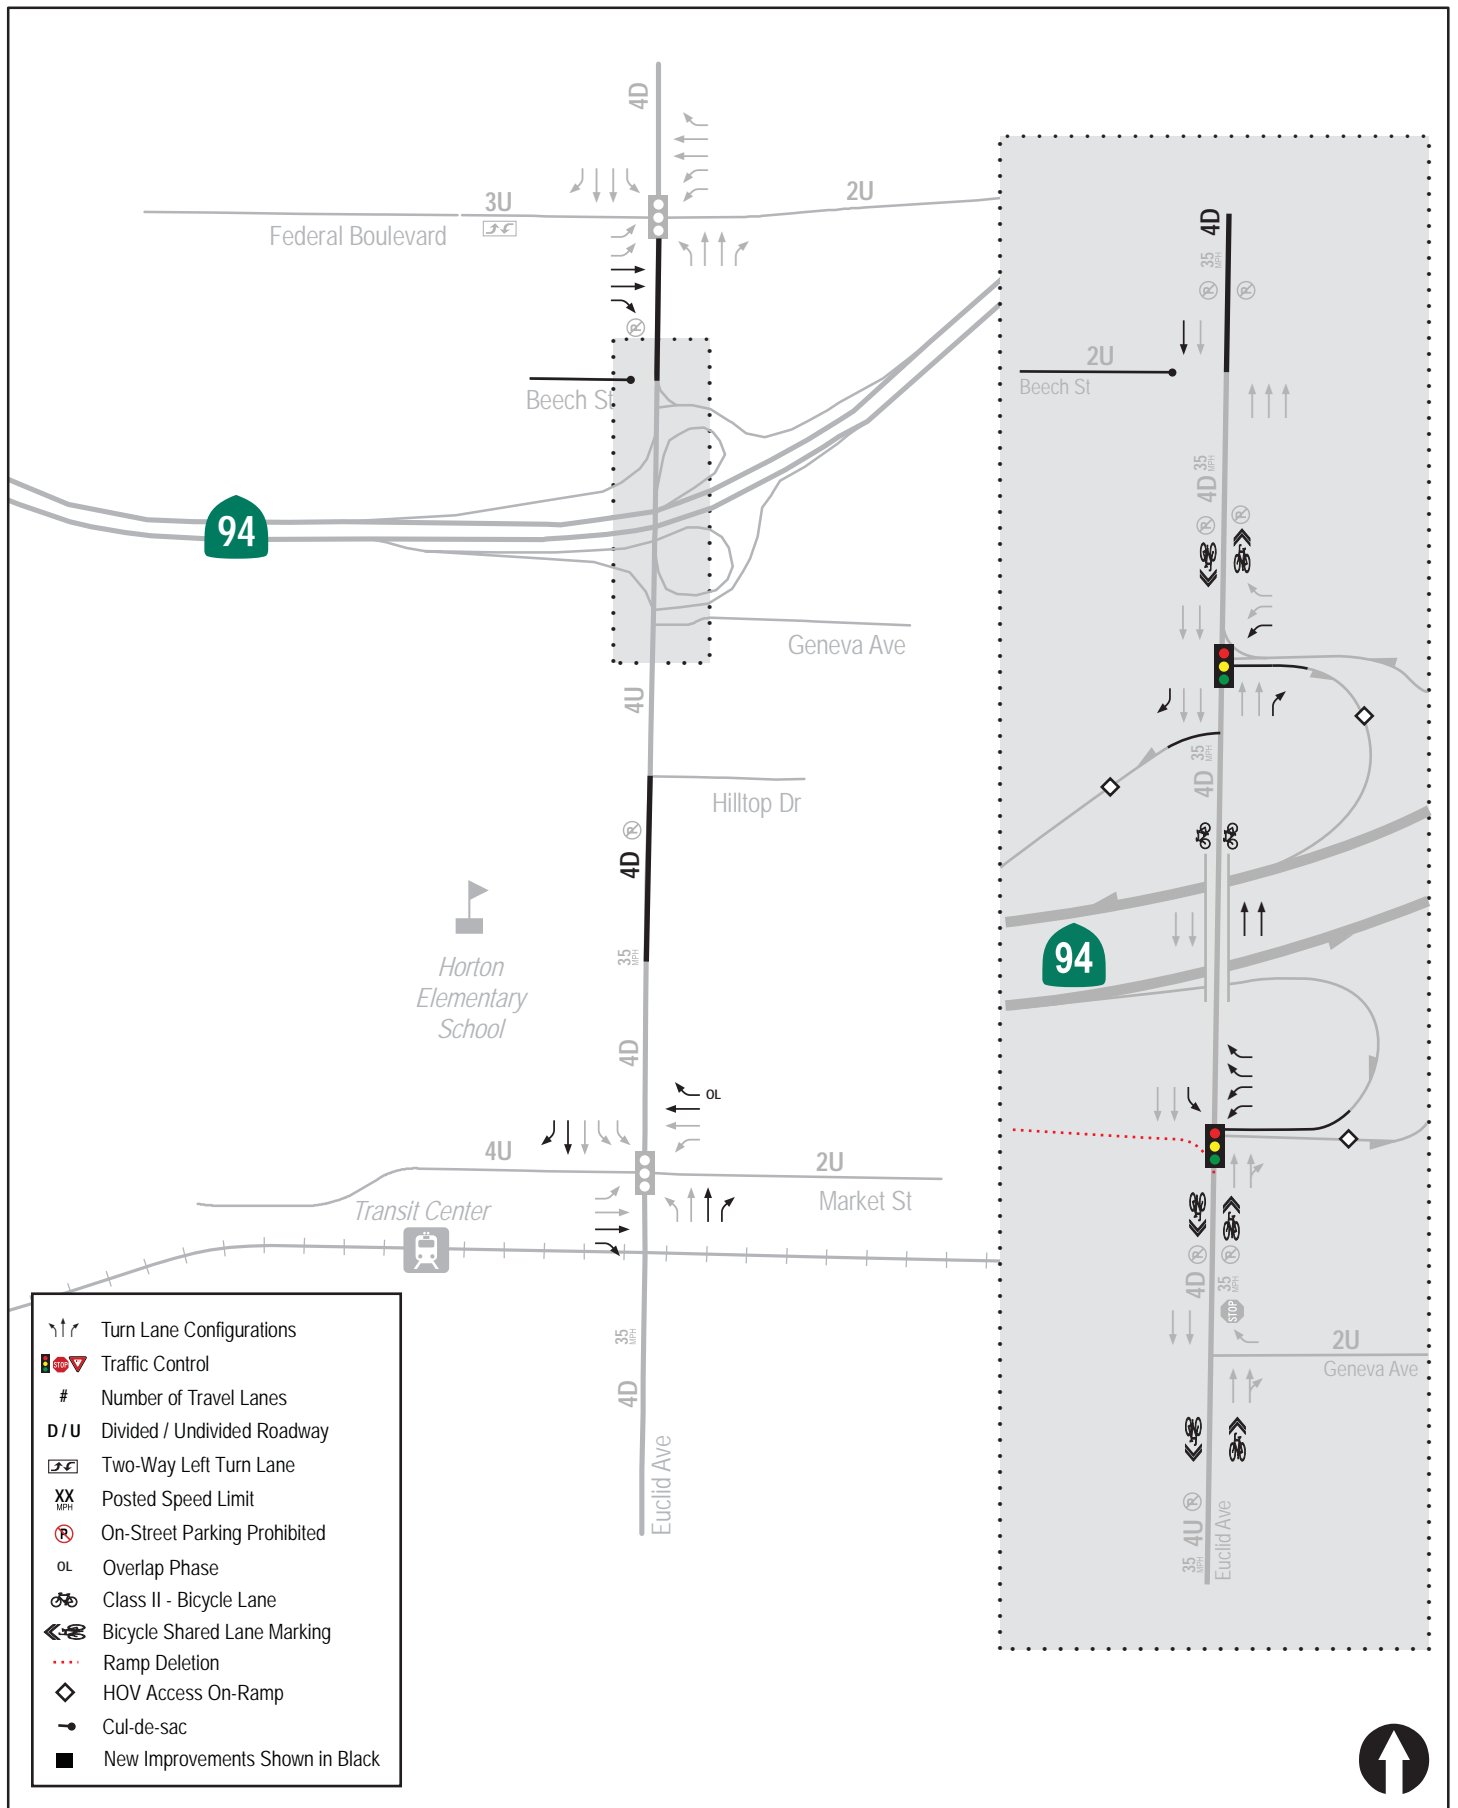 4D
3U
2U
Federal Boulevard
P
Beech St
94
Geneva Ave
4U
Hilltop Dr
P
4D
35
MPH
Horton
Elementary
School
4D
OL
4U
2U
Transit Center
Market St
35
MPH
4D
Euclid Ave
4D
35
MPH
P
P
2U
Beech St
35
MPH
4D
P
P
35
MPH
4D
94
P
P
4D
35
MPH
STOP
2U
Geneva Ave
P
4U
35
MPH
Euclid Ave
Turn Lane Configurations
STOP
Traffic Control
# Number of Travel Lanes
D / U Divided / Undivided Roadway
Two-Way Left Turn Lane
XX
MPH
Posted Speed Limit
P On-Street Parking Prohibited
OL Overlap Phase
Class II - Bicycle Lane
Bicycle Shared Lane Marking
Ramp Deletion
HOV Access On-Ramp
Cul-de-sac
New Improvements Shown in Black